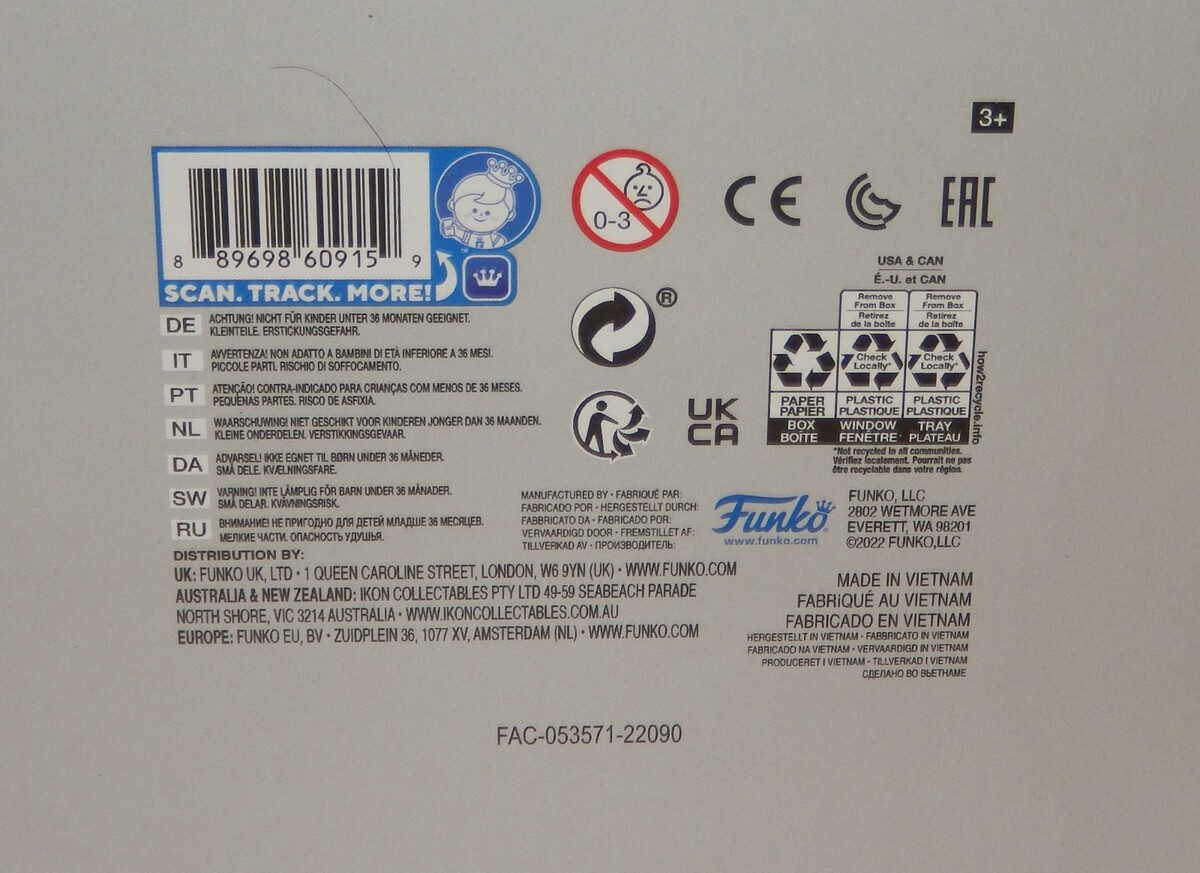 3+
8 89698 60915 9
SCAN. TRACK. MORE!
™
0-3
CE
EAC
®
UK
CA
USA & CAN
É.-U. et CAN
Remove From Box
Retirez de la boîte
Remove From Box
Retirez de la boîte
Check Locally*
Check Locally*
PAPER PAPIER
PLASTIC PLASTIQUE
PLASTIC PLASTIQUE
BOX BOÎTE
WINDOW FENÊTRE
TRAY PLATEAU
how2recycle.info
*Not recycled in all communities.
Vérifiez localement. Pourrait ne pas
être recyclable dans votre région.
DE ACHTUNG! NICHT FÜR KINDER UNTER 36 MONATEN GEEIGNET.
KLEINTEILE. ERSTICKUNGSGEFAHR.
IT AVVERTENZA! NON ADATTO A BAMBINI DI ETÀ INFERIORE A 36 MESI.
PICCOLE PARTI. RISCHIO DI SOFFOCAMENTO.
PT ATENÇÃO! CONTRA-INDICADO PARA CRIANÇAS COM MENOS DE 36 MESES.
PEQUENAS PARTES. RISCO DE ASFIXIA.
NL WAARSCHUWING! NIET GESCHIKT VOOR KINDEREN JONGER DAN 36 MAANDEN.
KLEINE ONDERDELEN. VERSTIKKINGSGEVAAR.
DA ADVARSEL! IKKE EGNET TIL BØRN UNDER 36 MÅNEDER.
SMÅ DELE. KVÆLNINGSFARE.
SW VARNING! INTE LÄMPLIG FÖR BARN UNDER 36 MÅNADER.
SMÅ DELAR. KVÄVNINGSRISK.
RU ВНИМАНИЕ! НЕ ПРИГОДНО ДЛЯ ДЕТЕЙ МЛАДШЕ 36 МЕСЯЦЕВ.
МЕЛКИЕ ЧАСТИ. ОПАСНОСТЬ УДУШЬЯ.
MANUFACTURED BY • FABRIQUÉ PAR:
FABRICADO POR • HERGESTELLT DURCH:
FABBRICATO DA • FABRICADO POR:
VERVAARDIGD DOOR • FREMSTILLET AF:
TILLVERKAD AV • ПРОИЗВОДИТЕЛЬ:
Funko
www.funko.com
FUNKO, LLC
2802 WETMORE AVE
EVERETT, WA 98201
©2022 FUNKO,LLC
DISTRIBUTION BY:
UK: FUNKO UK, LTD • 1 QUEEN CAROLINE STREET, LONDON, W6 9YN (UK) • WWW.FUNKO.COM
AUSTRALIA & NEW ZEALAND: IKON COLLECTABLES PTY LTD 49-59 SEABEACH PARADE
NORTH SHORE, VIC 3214 AUSTRALIA • WWW.IKONCOLLECTABLES.COM.AU
EUROPE: FUNKO EU, BV • ZUIDPLEIN 36, 1077 XV, AMSTERDAM (NL) • WWW.FUNKO.COM
MADE IN VIETNAM
FABRIQUÉ AU VIETNAM
FABRICADO EN VIETNAM
HERGESTELLT IN VIETNAM • FABBRICATO IN VIETNAM
FABRICADO NA VIETNAM • VERVAARDIGD IN VIETNAM
PRODUCERET I VIETNAM • TILLVERKAD I VIETNAM
СДЕЛАНО ВО ВЬЕТНАМЕ
FAC-053571-22090